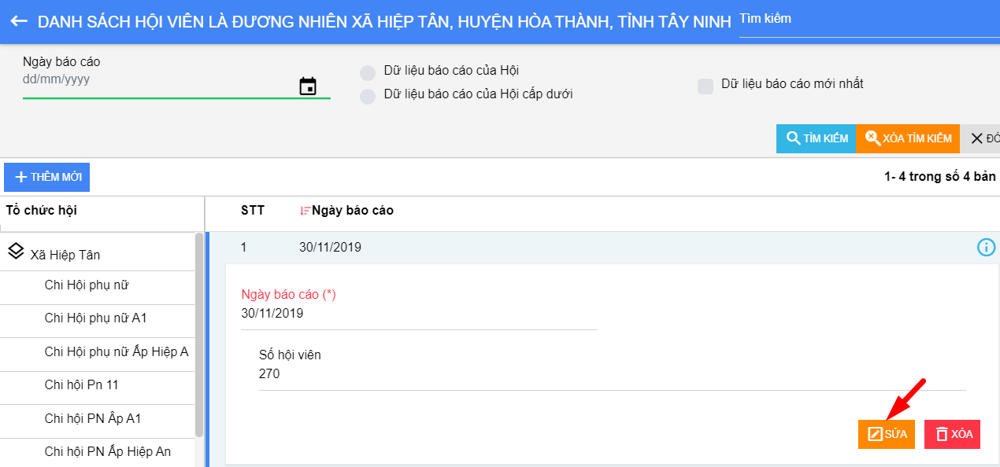 DANH SÁCH HỘI VIÊN LÀ ĐƯƠNG NHIÊN XÃ HIỆP TÂN, HUYỆN HÒA THÀNH, TỈNH TÂY NINH
Tìm kiếm
Ngày báo cáo
dd/mm/yyyy
Dữ liệu báo cáo của Hội
Dữ liệu báo cáo của Hội cấp dưới
Dữ liệu báo cáo mới nhất
TÌM KIẾM
XÓA TÌM KIẾM
ĐÓ
THÊM MỚI
1- 4 trong số 4 bản
Tổ chức hội
STT
Ngày báo cáo
Xã Hiệp Tân
1
30/11/2019
Chi Hội phụ nữ
Chi Hội phụ nữ A1
Chi Hội phụ nữ Ấp Hiệp A
Chi hội Pn 11
Chi hội PN Âp A1
Chi hội PN Ấp Hiệp An
Ngày báo cáo (*)
30/11/2019
Số hội viên
270
SỬA
XÓA